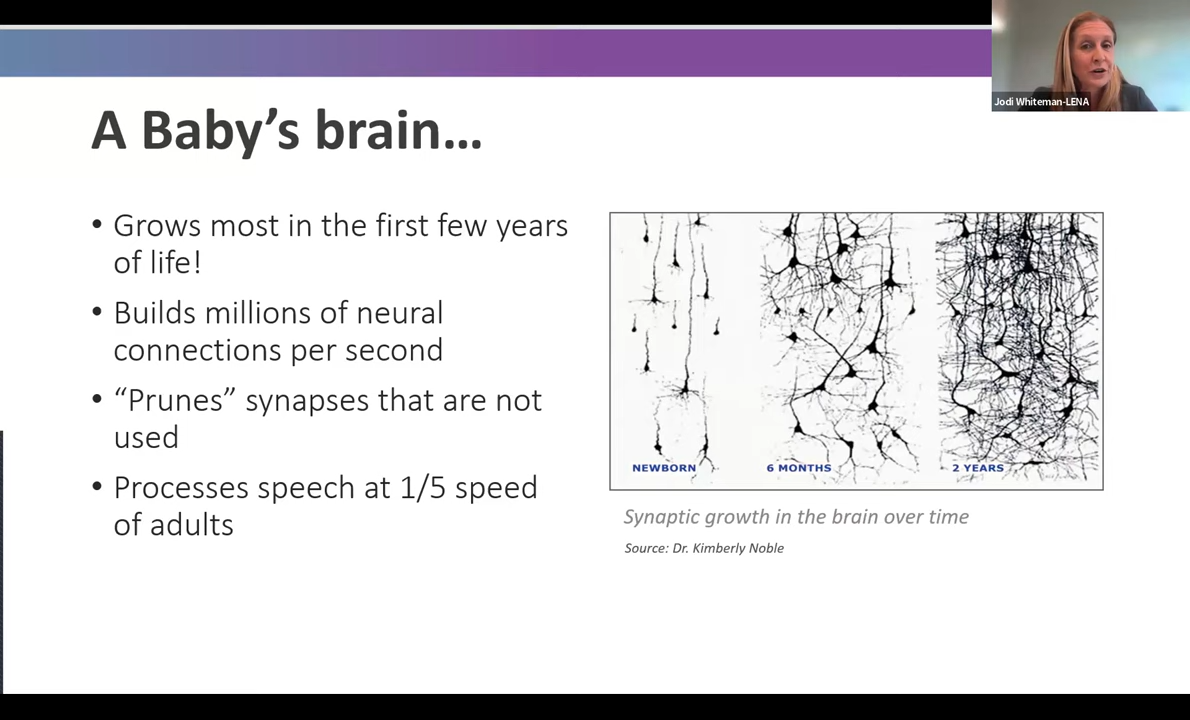 Jodi Whiteman-LENA
A Baby’s brain...
• Grows most in the first few years
of life!
• Builds millions of neural
connections per second
• “Prunes” synapses that are not
used
• Processes speech at 1/5 speed
of adults
NEWBORN
6 MONTHS
2 YEARS
Synaptic growth in the brain over time
Source: Dr. Kimberly Noble